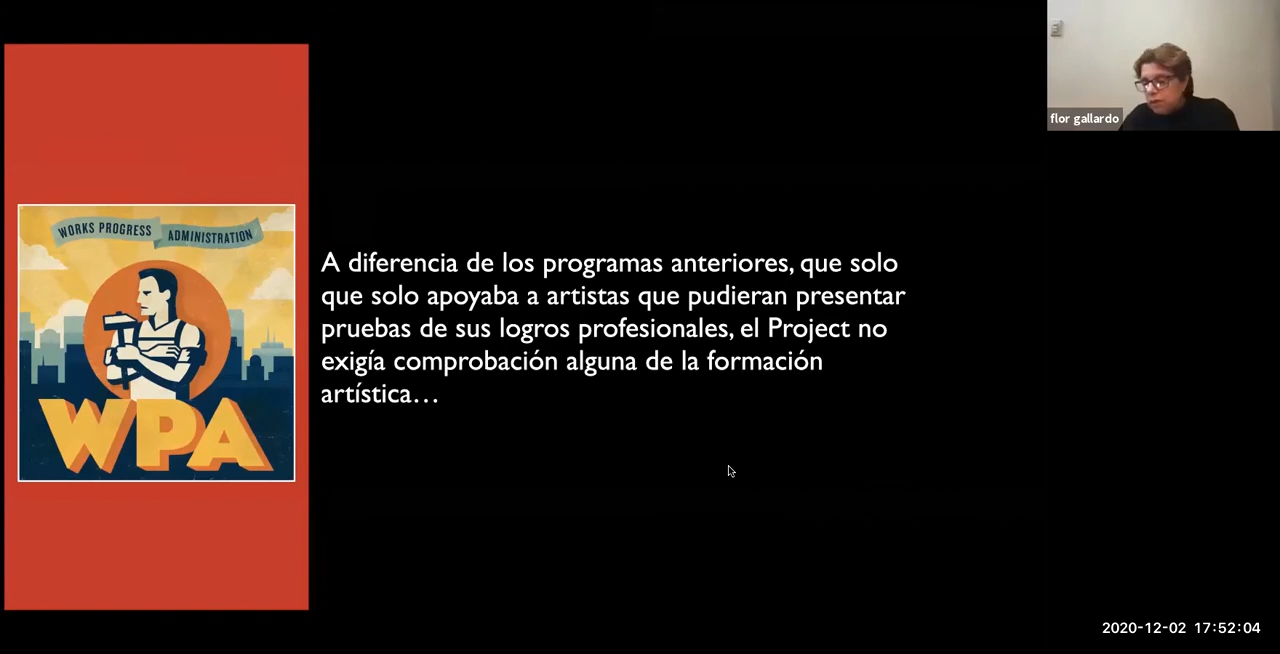 flor gallardo
WORKS PROGRESS ADMINISTRATION
WPA
A diferencia de los programas anteriores, que solo
que solo apoyaba a artistas que pudieran presentar
pruebas de sus logros profesionales, el Project no
exigía comprobación alguna de la formación
artística…
2020-12-02 17:52:04